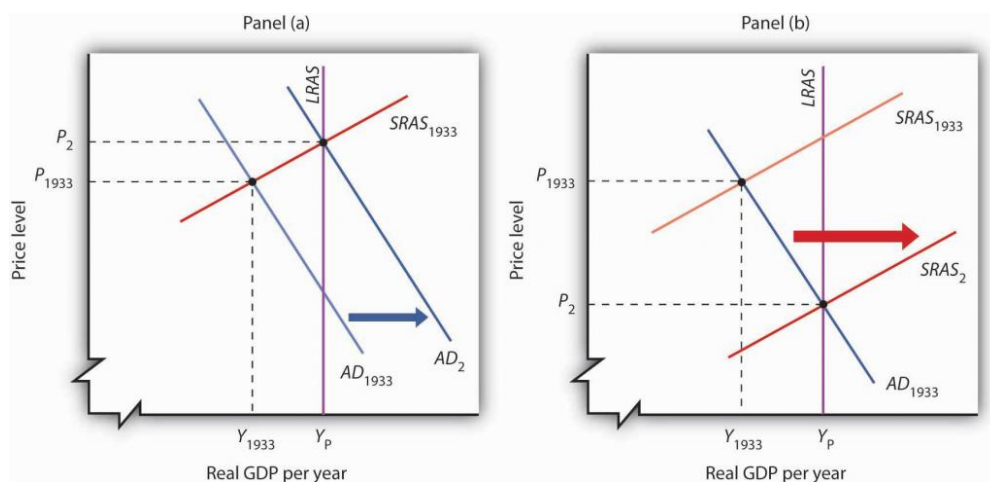 Panel (a)
LRAS
SRAS1933
P2
P1933
Price level
AD1933
AD2
Y1933
YP
Real GDP per year
Panel (b)
LRAS
SRAS1933
P1933
Price level
SRAS2
P2
AD1933
Y1933
YP
Real GDP per year